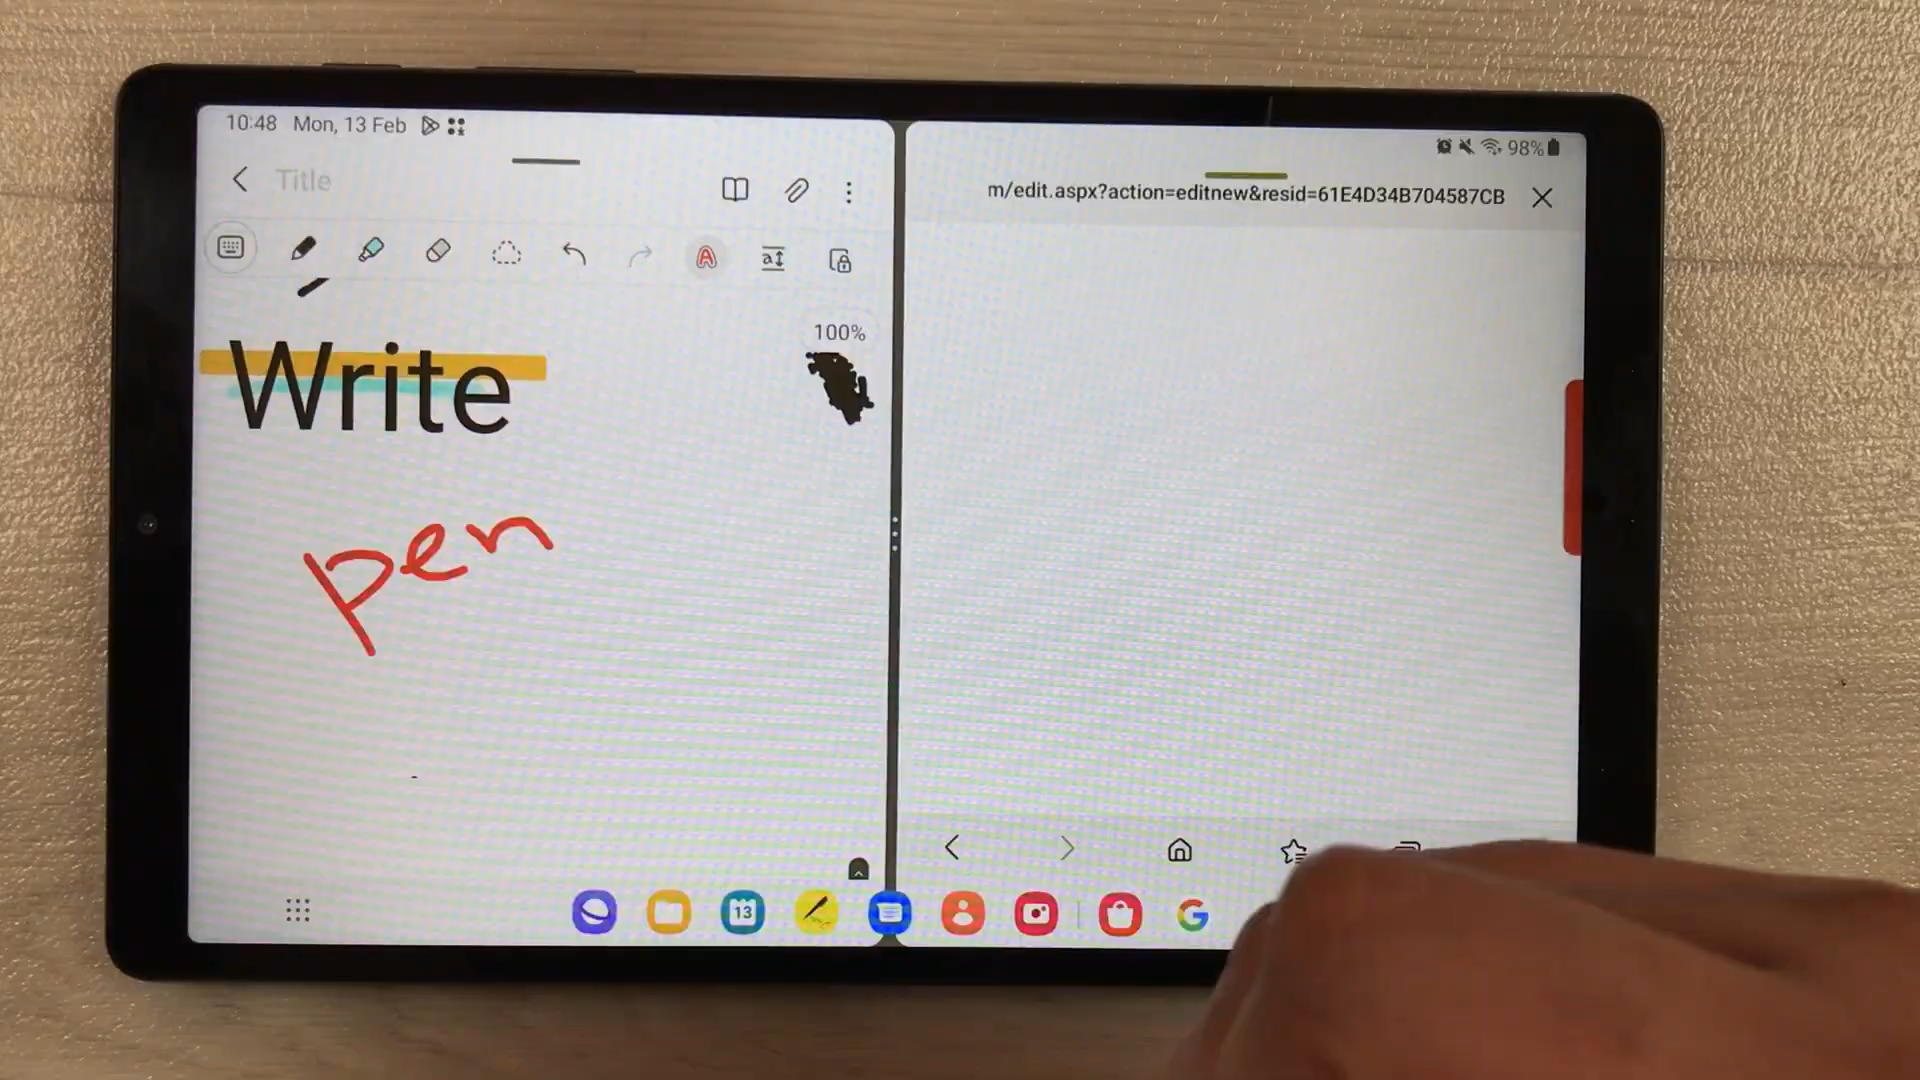 10:48 Mon, 13 Feb
98%
Title
m/edit.aspx?action=editnew&resid=61E4D34B704587CB
A
a
100%
Write
pen
13
G